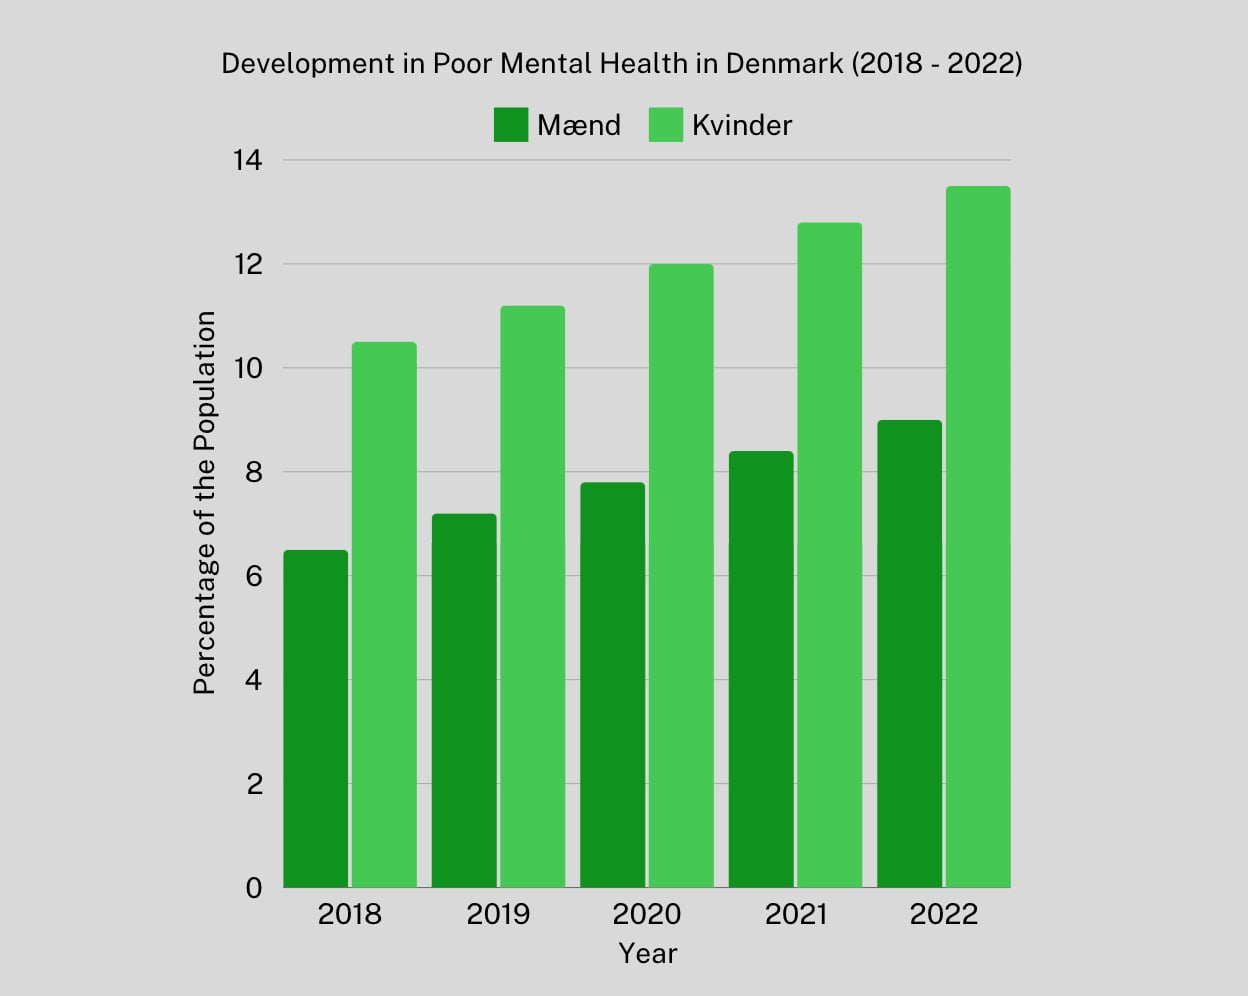 Development in Poor Mental Health in Denmark (2018 - 2022)
Mænd Kvinder
14
12
10
8
6
4
2
0
Percentage of the Population
2018 2019 2020 2021 2022
Year